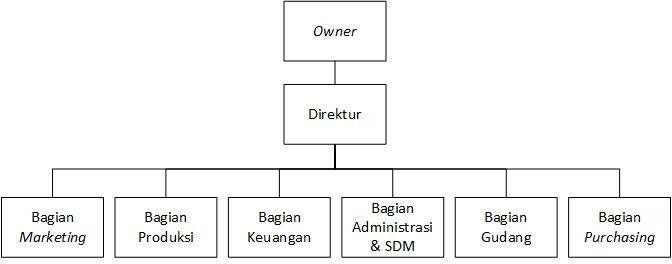 Owner
Direktur
Bagian
Marketing
Bagian
Produksi
Bagian
Keuangan
Bagian
Administrasi
& SDM
Bagian
Gudang
Bagian
Purchasing